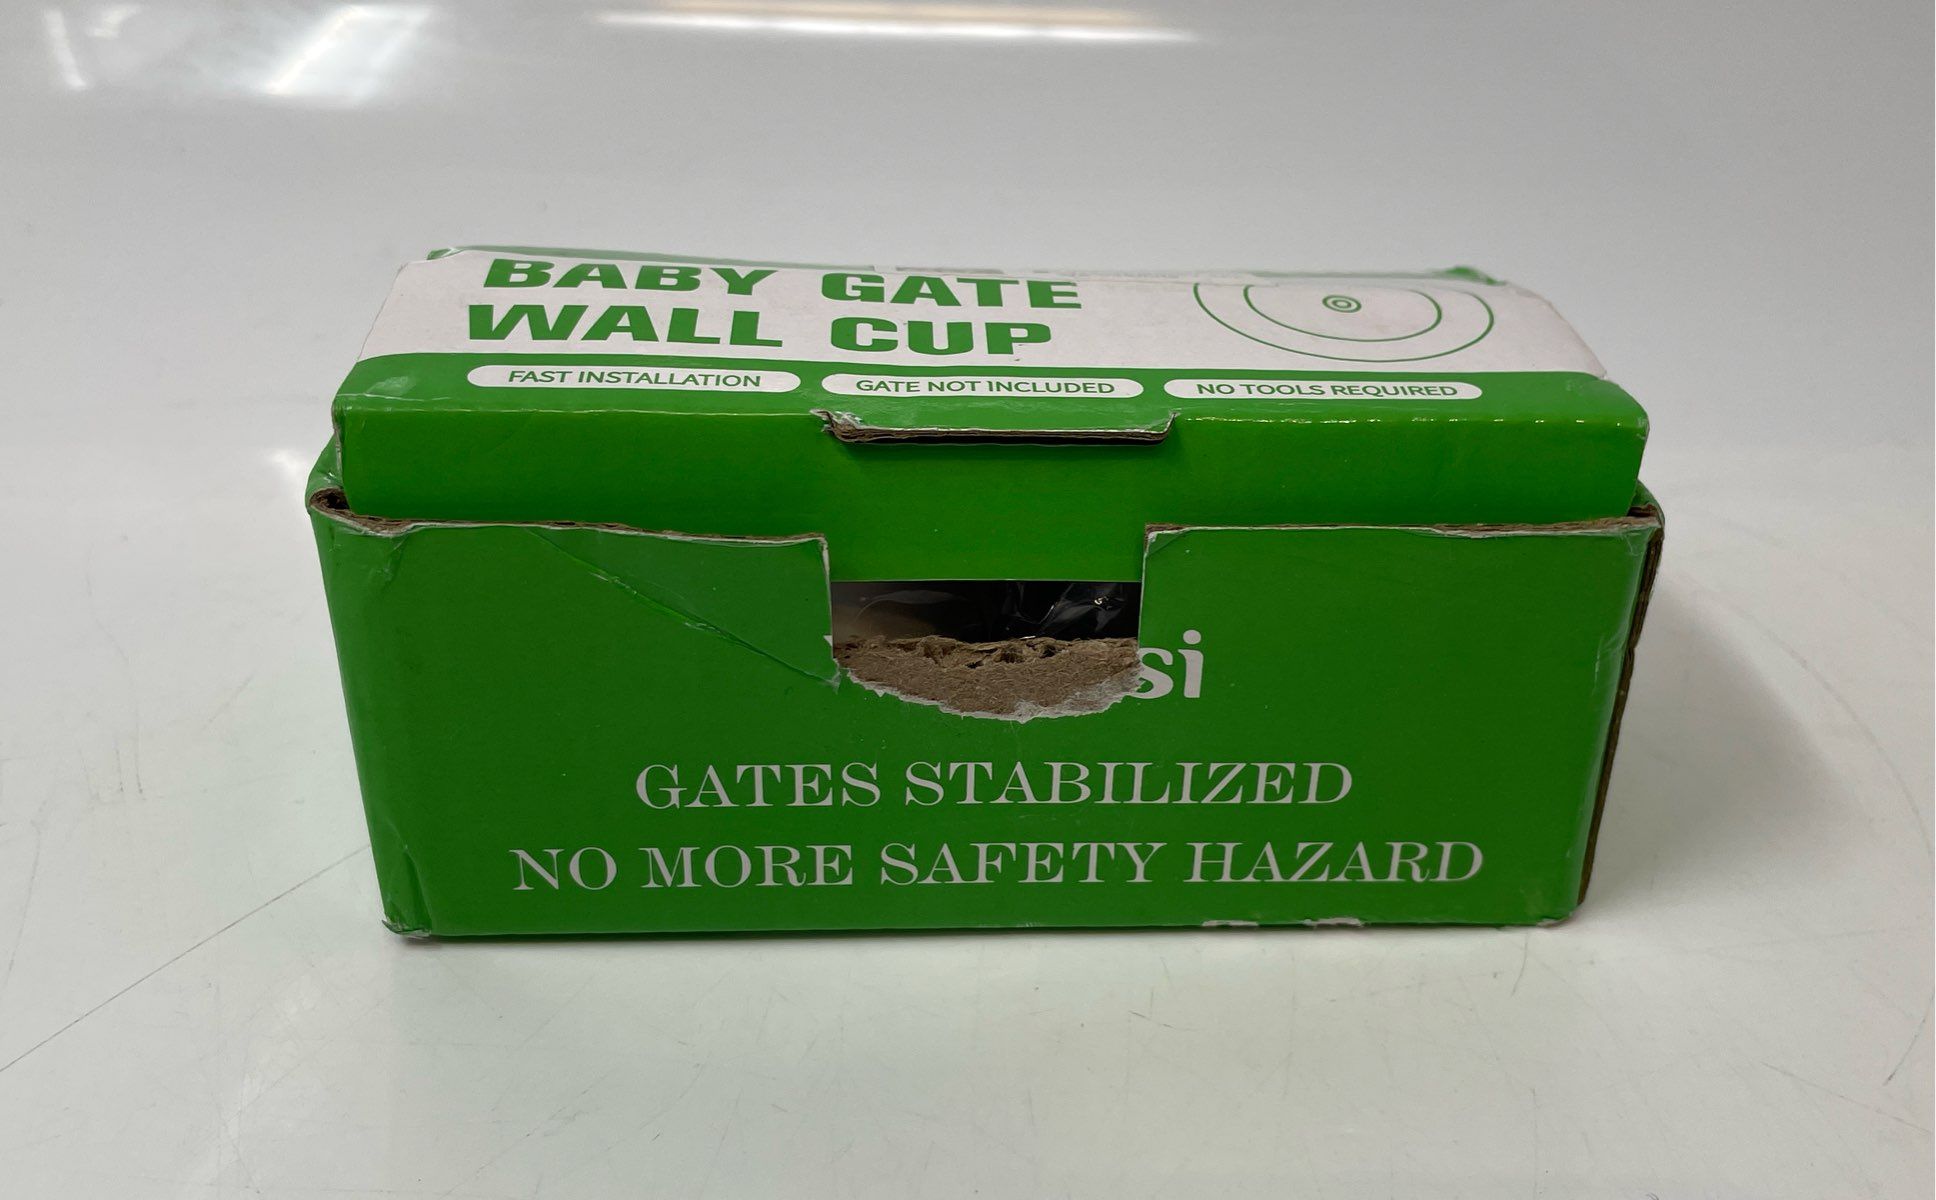 BABY GATE
WALL CUP
FAST INSTALLATION
GATE NOT INCLUDED
NO TOOLS REQUIRED
GATES STABILIZED
NO MORE SAFETY HAZARD